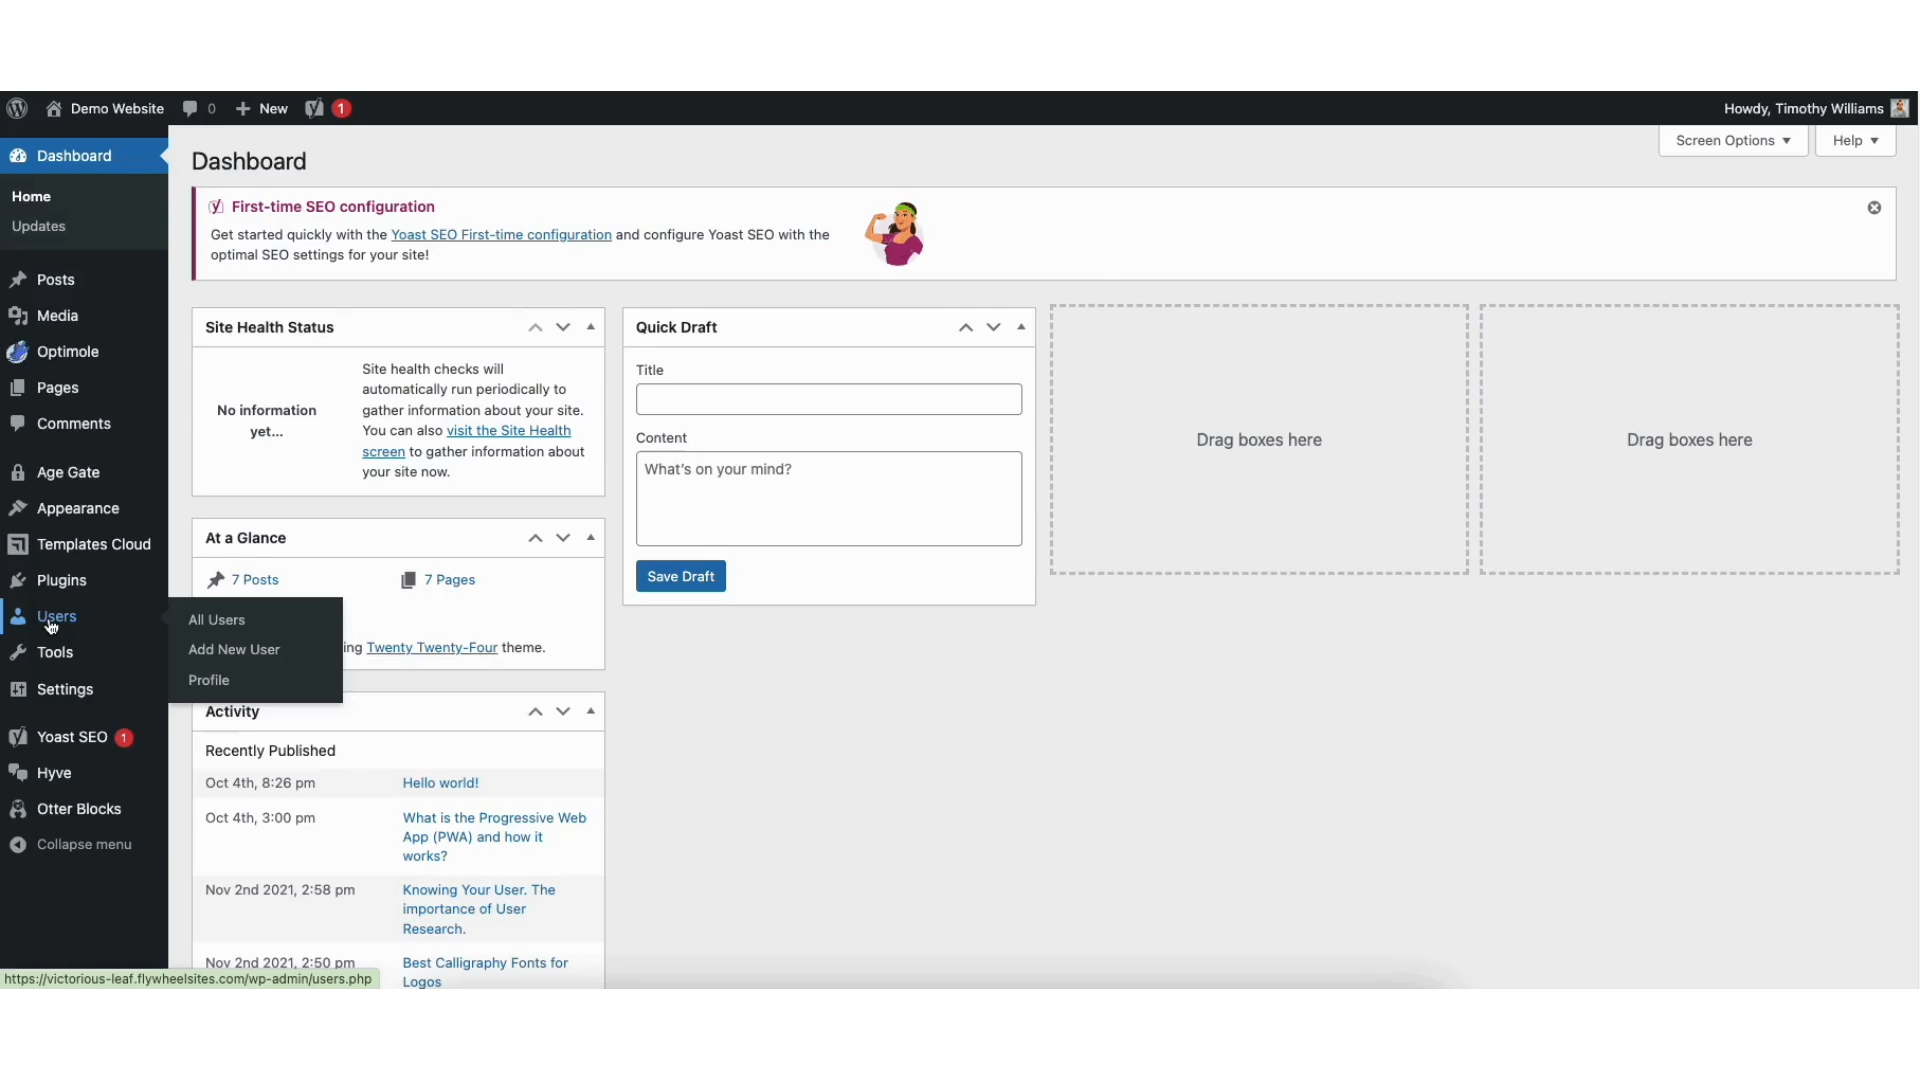 Demo Website
0
New
1
Howdy, Timothy Williams
Dashboard
Home
Updates
Posts
Media
Optimole
Pages
Comments
Age Gate
Appearance
Templates Cloud
Plugins
Users
Tools
Settings
Yoast SEO 1
Hyve
Otter Blocks
Collapse menu
All Users
Add New User
Profile
Dashboard
Screen Options
Help
First-time SEO configuration
Get started quickly with the Yoast SEO First-time configuration and configure Yoast SEO with the
optimal SEO settings for your site!
Site Health Status
No information
yet...
Site health checks will
automatically run periodically to
gather information about your site.
You can also visit the Site Health
screen to gather information about
your site now.
At a Glance
7 Posts
7 Pages
ing Twenty Twenty-Four theme.
Activity
Recently Published
Oct 4th, 8:26 pm
Hello world!
Oct 4th, 3:00 pm
What is the Progressive Web
App (PWA) and how it
works?
Nov 2nd 2021, 2:58 pm
Knowing Your User. The
importance of User
Research.
Nov 2nd 2021, 2:50 pm
Best Calligraphy Fonts for
Logos
Quick Draft
Title
Content
What's on your mind?
Save Draft
Drag boxes here
Drag boxes here
https://victorious-leaf.flywheelsites.com/wp-admin/users.php